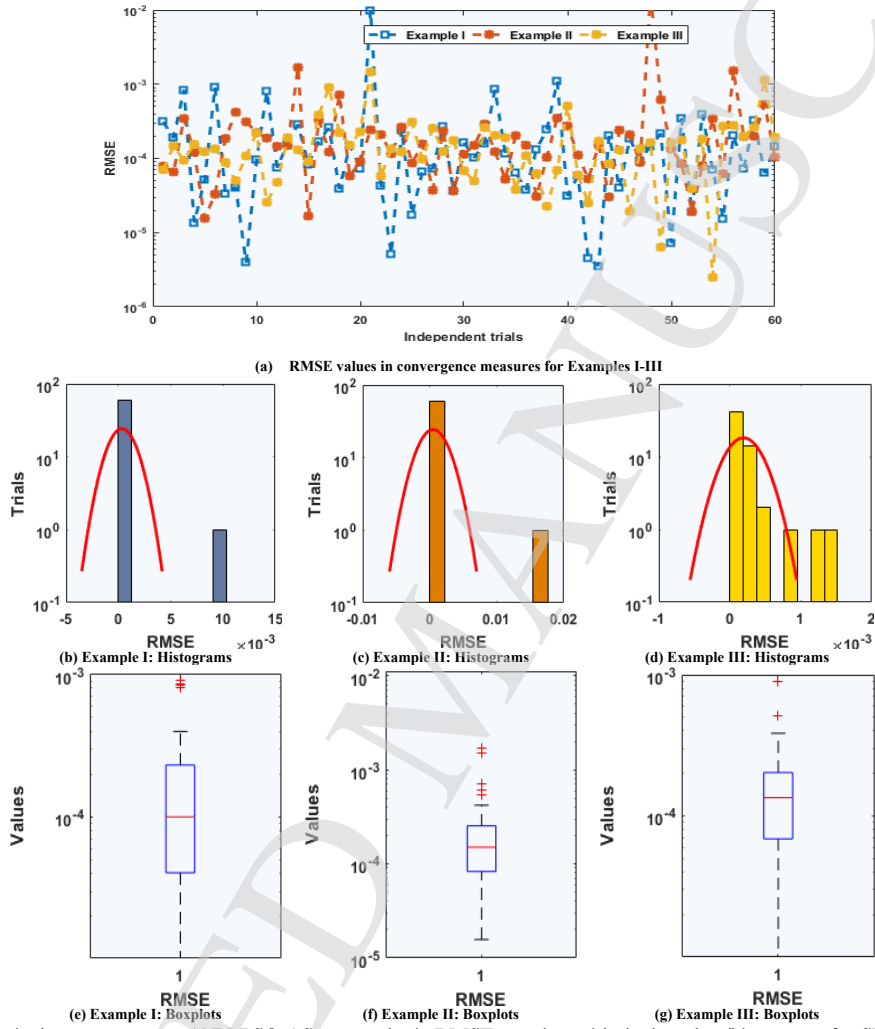 10^-2
10^-3
10^-4
10^-5
10^-6
RMSE
Example I Example II Example III
0 10 20 30 40 50 60
Independent trials
(a) RMSE values in convergence measures for Examples I-III
10^2
10^1
10^0
10^-1
Trials
-5 0 5 10 15
RMSE ×10^-3
(b) Example I: Histograms
10^2
10^1
10^0
10^-1
Trials
-0.01 0 0.01 0.02
RMSE
(c) Example II: Histograms
10^2
10^1
10^0
10^-1
Trials
-1 0 1 2
RMSE ×10^-3
(d) Example III: Histograms
10^-3
10^-4
Values
1
RMSE
(e) Example I: Boxplots
10^-2
10^-3
10^-4
10^-5
Values
1
RMSE
(f) Example II: Boxplots
10^-3
10^-4
Values
1
RMSE
(g) Example III: Boxplots
ED MANUSC